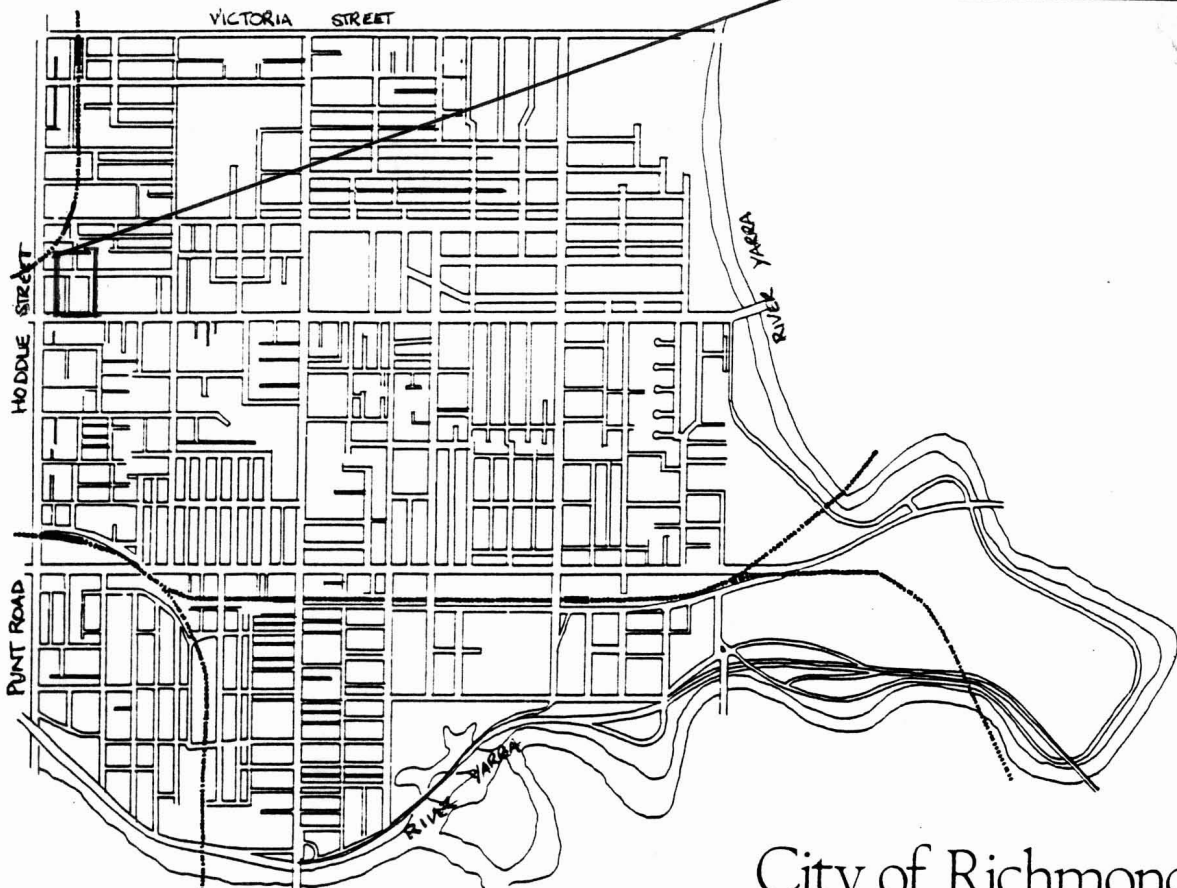 VICTORIA STREET
HODDLE STREET
RIVER YARRA
PUNT ROAD
RIVER YARRA
City of Richmond